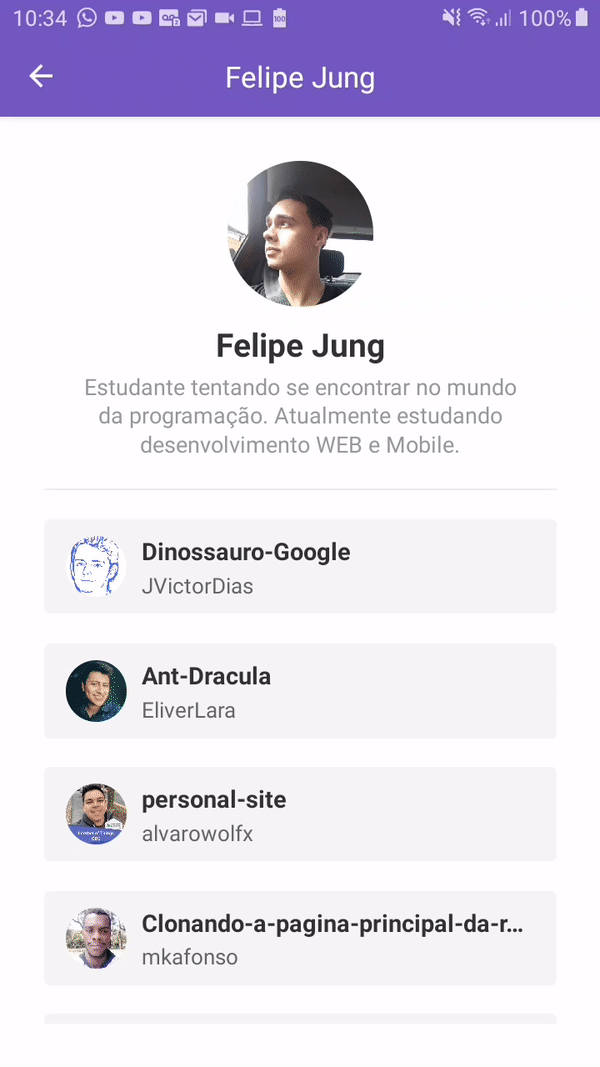 10:34 100%
Felipe Jung
Felipe Jung
Estudante tentando se encontrar no mundo
da programação. Atualmente estudando
desenvolvimento WEB e Mobile.
Dinossauro-Google
JVictorDias
Ant-Dracula
EliverLara
personal-site
alvarowolfx
Clonando-a-pagina-principal-da-r...
mkafonso